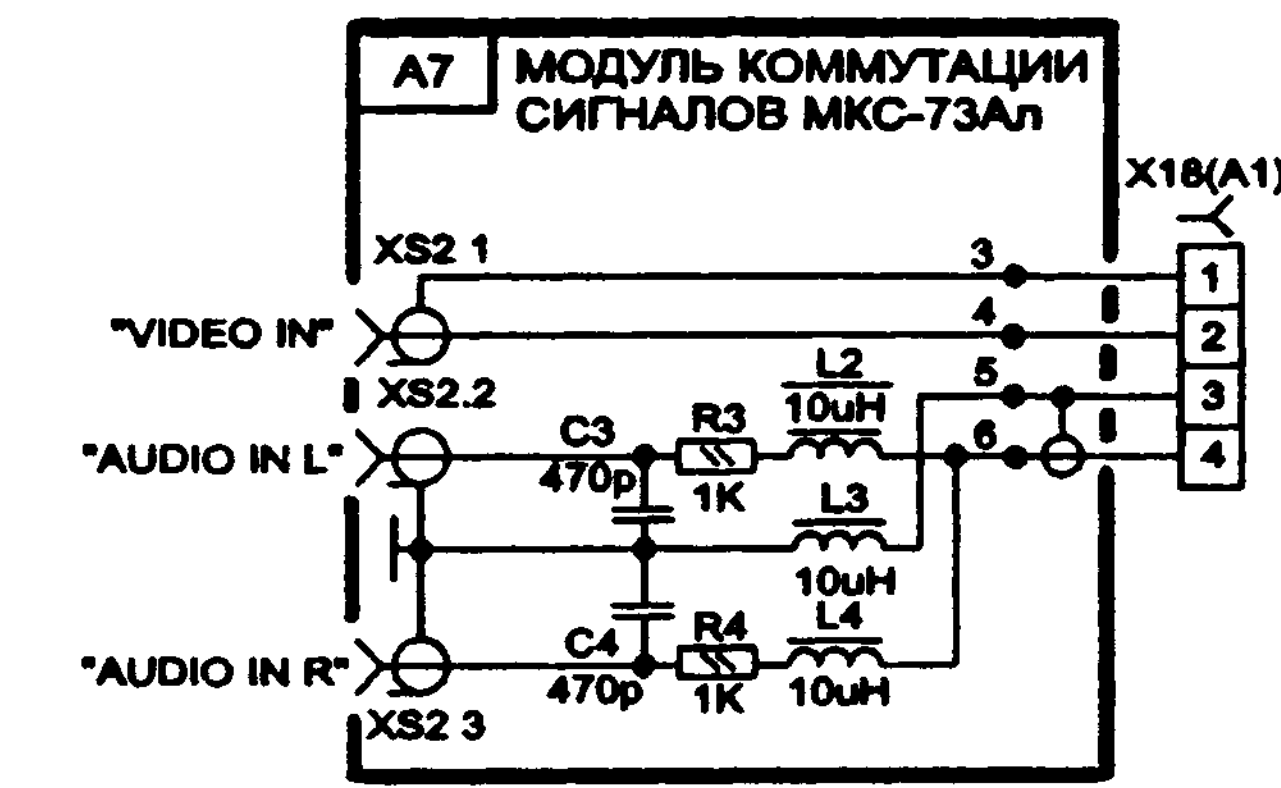 A7
МОДУЛЬ КОММУТАЦИИ
СИГНАЛОВ МКС-73Ал
X18(A1)
XS2 1
3
1
"VIDEO IN"
4
2
XS2.2
L2
10uH
5
3
"AUDIO IN L"
C3
470p
R3
1K
6
4
L3
10uH
"AUDIO IN R"
C4
470p
R4
1K
L4
10uH
XS2 3